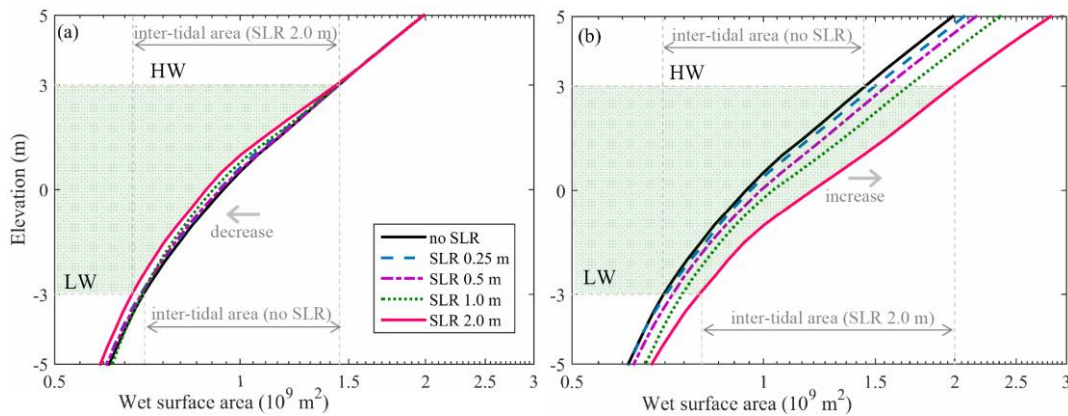 (a)
inter-tidal area (SLR 2.0 m)
HW
5
3
0
-3
-5
Elevation (m)
decrease
LW
inter-tidal area (no SLR)
no SLR
SLR 0.25 m
SLR 0.5 m
SLR 1.0 m
SLR 2.0 m
0.5 1 1.5 2 3
Wet surface area (10⁹ m²)
(b)
inter-tidal area (no SLR)
HW
5
3
0
-3
-5
increase
LW
inter-tidal area (SLR 2.0 m)
0.5 1 1.5 2 3
Wet surface area (10⁹ m²)